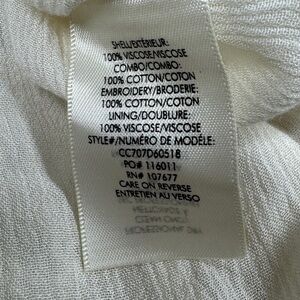 SHELL/EXTÉRIEUR:
100% VISCOSE/VISCOSE
COMBO/COMBO:
100% COTTON/COTON
EMBROIDERY/BRODERIE:
100% COTTON/COTON
LINING/DOUBLURE:
100% VISCOSE/VISCOSE
STYLE#/NUMÉRO DE MODÈLE:
CC707D60518
PO# 116011
RN# 107677
CARE ON REVERSE
ENTRETIEN AU VERSO